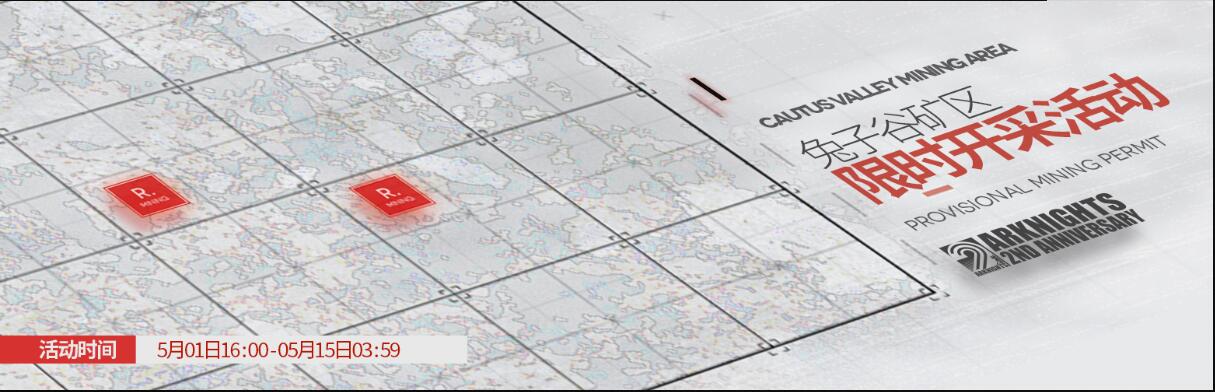 CAUTUS VALLEY MINING AREA
兔子谷矿区
限时开采活动
PROVISIONAL MINING PERMIT
ARKNIGHTS
2ND ANNIVERSARY
ARKNIGHTS
R.
MINING
R.
MINING
活动时间
5月01日16:00-05月15日03:59